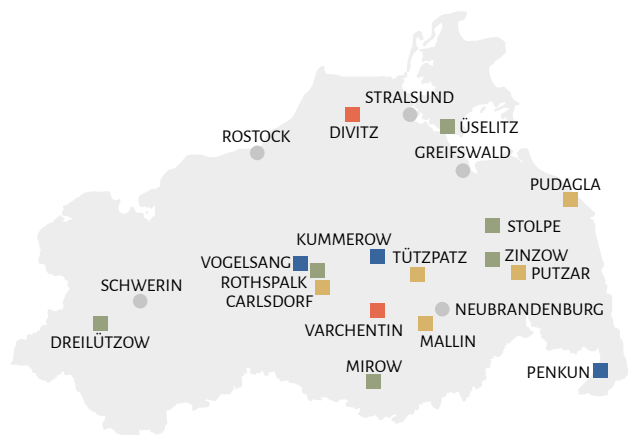 STRALSUND
DIVITZ
ÜSELITZ
ROSTOCK
GREIFSWALD
PUDAGLA
STOLPE
KUMMEROW
VOGELSANG
TÜTZPATZ
ZINZOW
PUTZAR
ROTHSPALK
SCHWERIN
CARLSDORF
NEUBRANDENBURG
VARCHENTIN
DREILÜTZOW
MALLIN
MIROW
PENKUN